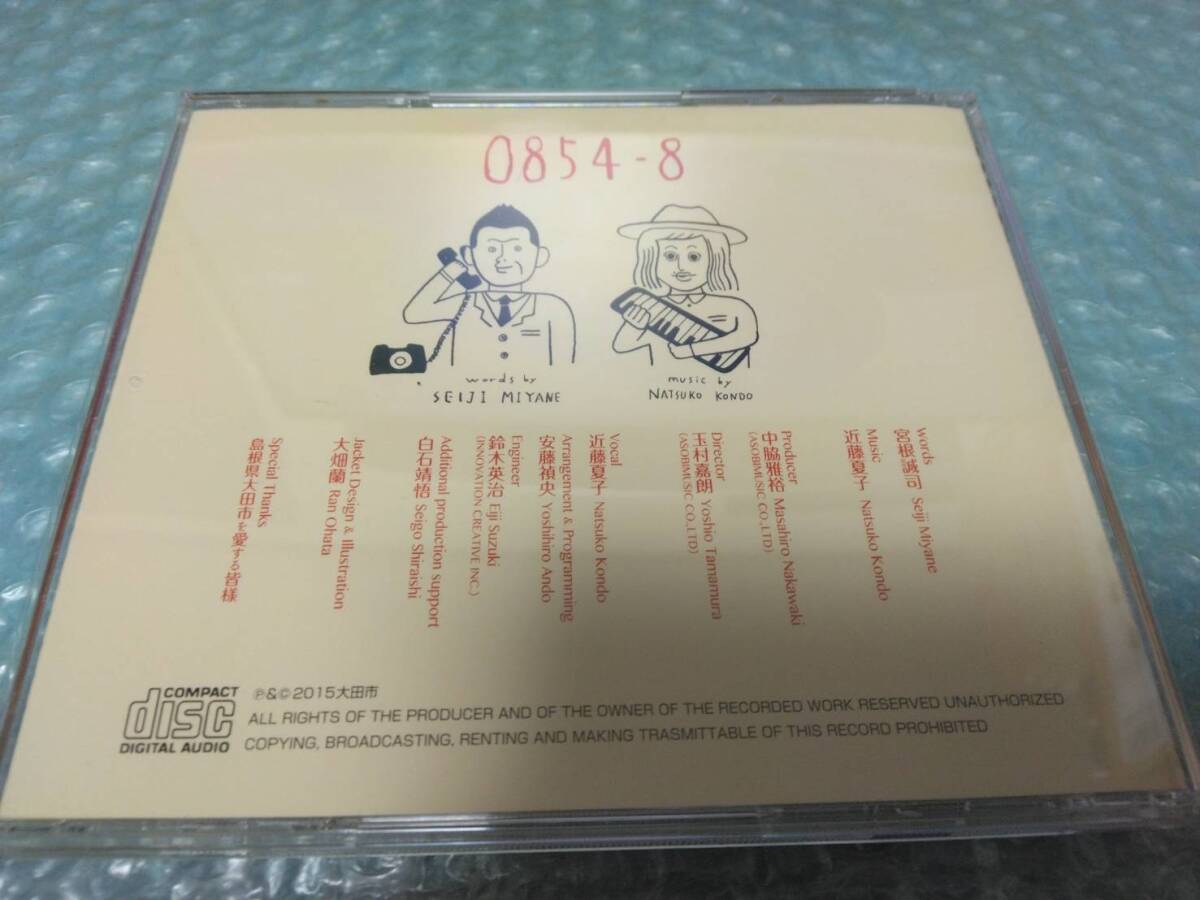 0854-8
words by
SEIJI MIYANE
music by
NATSUKO KONDO
Words
宮根誠司 Seiji Miyane
Music
近藤夏子 Natsuko Kondo
Producer
中脇雅裕 Masahiro Nakawaki
(ASOBIMUSIC CO.,LTD)
Director
玉村嘉朗 Yoshio Tamamura
(ASOBIMUSIC CO.,LTD)
Vocal
近藤夏子 Natsuko Kondo
Arrangement & Programming
安藤禎央 Yoshihiro Ando
Engineer
鈴木英治 Eiji Suzuki
(INNOVATION CREATIVE INC.)
Additional production support
白石靖悟 Seigo Shiraishi
Jacket Design & Illustration
大畑蘭 Ran Ohata
Special Thanks
島根県大田市を愛する皆様
COMPACT
disc
DIGITAL AUDIO
℗&©2015大田市
ALL RIGHTS OF THE PRODUCER AND OF THE OWNER OF THE RECORDED WORK RESERVED UNAUTHORIZED
COPYING, BROADCASTING, RENTING AND MAKING TRASMITTABLE OF THIS RECORD PROHIBITED